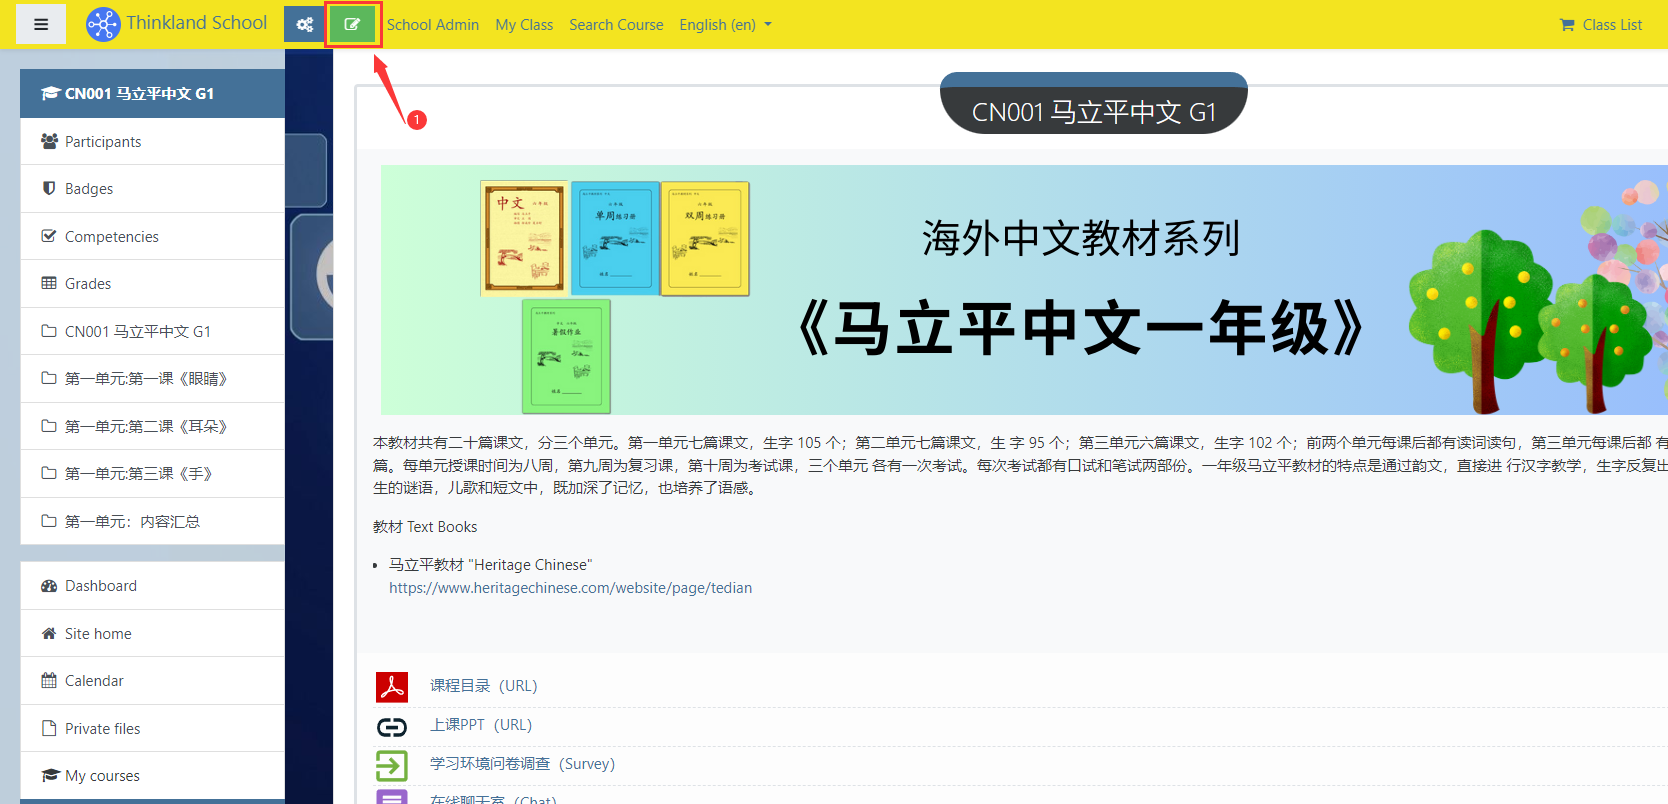 Thinkland School
School Admin
My Class
Search Course
English (en)
Class List
1
CN001 马立平中文 G1
Participants
Badges
Competencies
Grades
CN001 马立平中文 G1
第一单元:第一课《眼睛》
第一单元:第二课《耳朵》
第一单元:第三课《手》
第一单元：内容汇总
Dashboard
Site home
Calendar
Private files
My courses
CN001 马立平中文 G1
中文
单周练习册
双周练习册
暑假作业
海外中文教材系列
《马立平中文一年级》
本教材共有二十篇课文，分三个单元。第一单元七篇课文，生字 105 个；第二单元七篇课文，生 字 95 个；第三单元六篇课文，生字 102 个；前两个单元每课后都有读词读句，第三单元每课后都 有
篇。每单元授课时间为八周，第九周为复习课，第十周为考试课，三个单元 各有一次考试。每次考试都有口试和笔试两部份。一年级马立平教材的特点是通过韵文，直接进 行汉字教学，生字反复出
生的谜语，儿歌和短文中，既加深了记忆，也培养了语感。
教材 Text Books
马立平教材 "Heritage Chinese"
https://www.heritagechinese.com/website/page/tedian
课程目录（URL）
上课PPT（URL）
学习环境问卷调查（Survey）
在线聊天室（Chat）